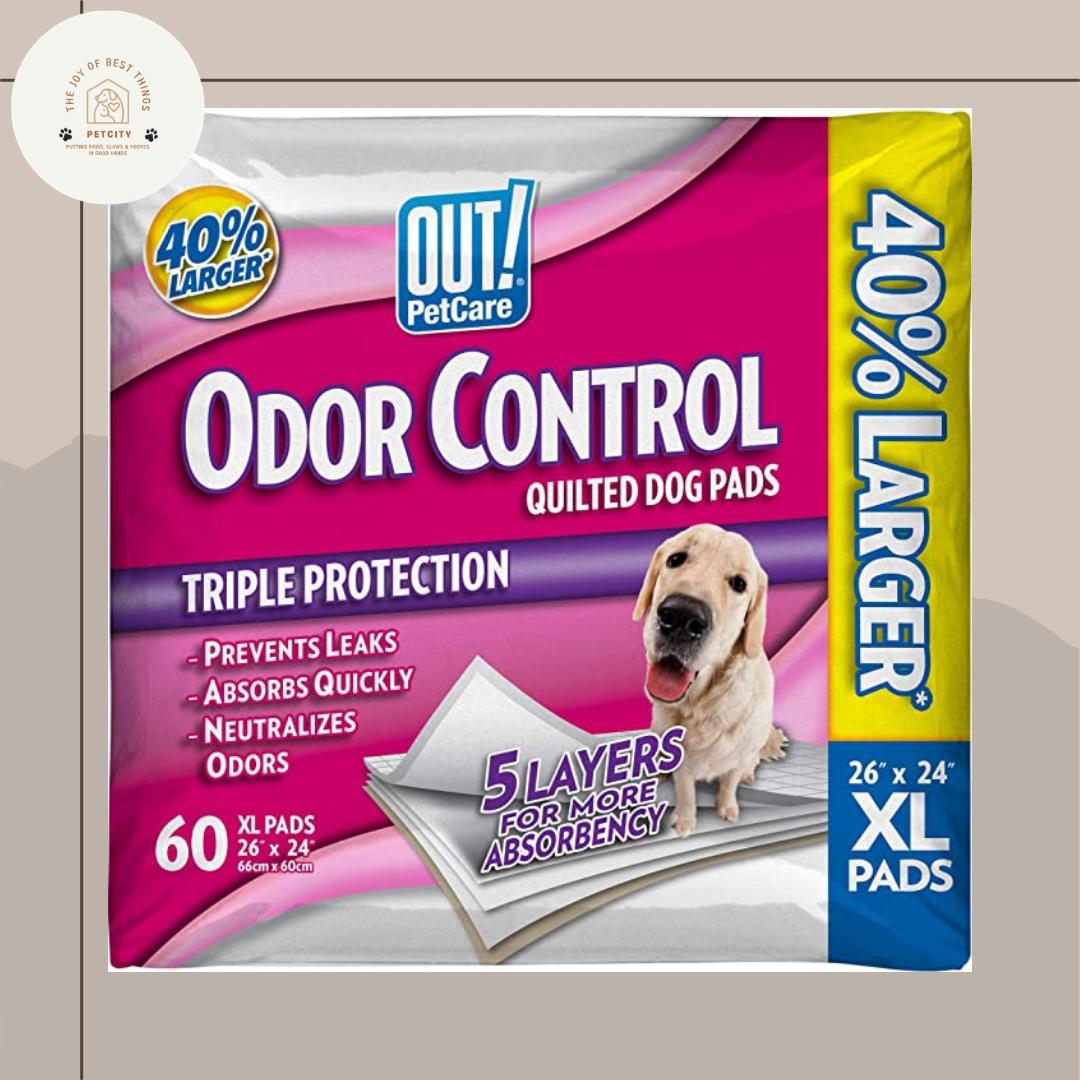 THE JOY OF BEST THINGS
PETCITY
PUTTING PAWS, CLAWS & HOOVES
IN GOOD HANDS
40%
LARGER*
OUT!®
PetCare
ODOR CONTROL
QUILTED DOG PADS
TRIPLE PROTECTION
- PREVENTS LEAKS
- ABSORBS QUICKLY
- NEUTRALIZES
ODORS
5 LAYERS
FOR MORE
ABSORBENCY
60 XL PADS
26" x 24"
66cm x 60cm
40% LARGER*
26" x 24"
XL
PADS